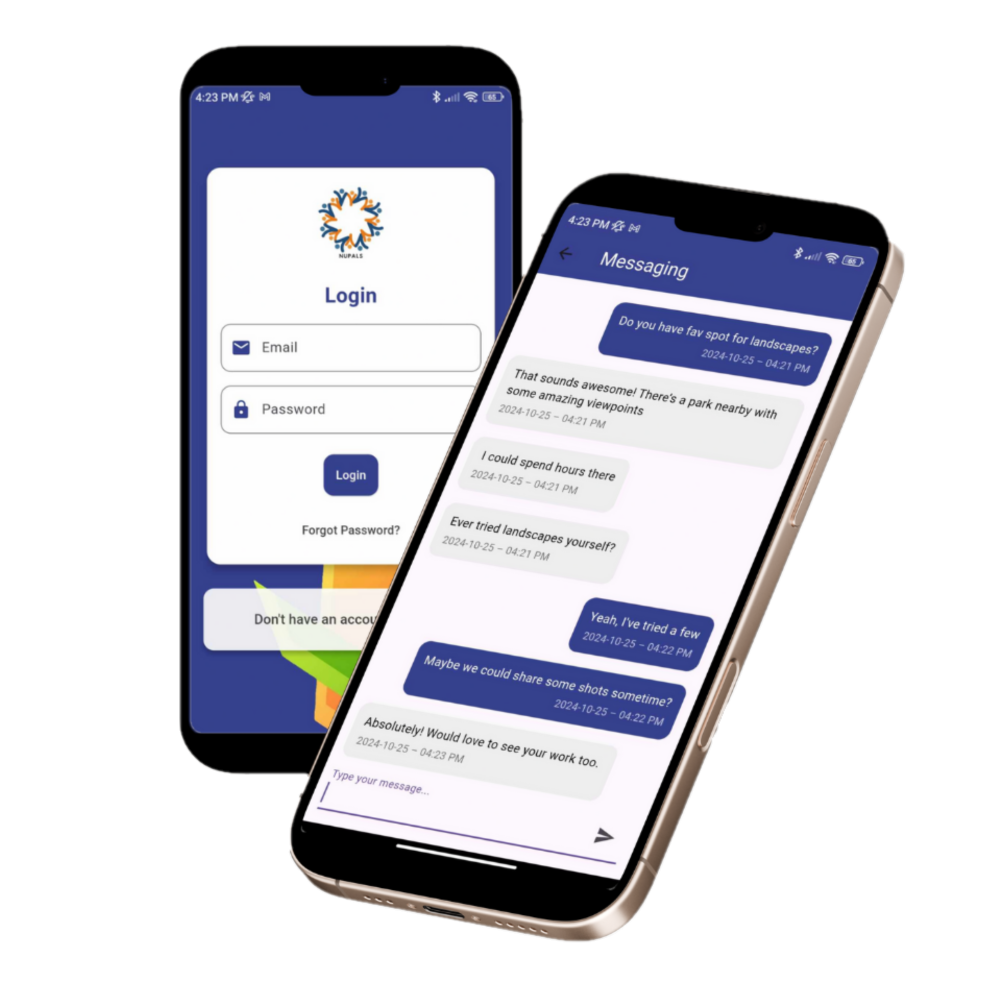 4:23 PM
65
NUPALS
Login
Email
Password
Login
Forgot Password?
Don't have an accou
4:23 PM
65
Messaging
Do you have fav spot for landscapes?
2024-10-25 – 04:21 PM
That sounds awesome! There's a park nearby with
some amazing viewpoints
2024-10-25 – 04:21 PM
I could spend hours there
2024-10-25 – 04:21 PM
Ever tried landscapes yourself?
2024-10-25 – 04:21 PM
Yeah, I've tried a few
2024-10-25 – 04:22 PM
Maybe we could share some shots sometime?
2024-10-25 – 04:22 PM
Absolutely! Would love to see your work too.
2024-10-25 – 04:23 PM
Type your message...